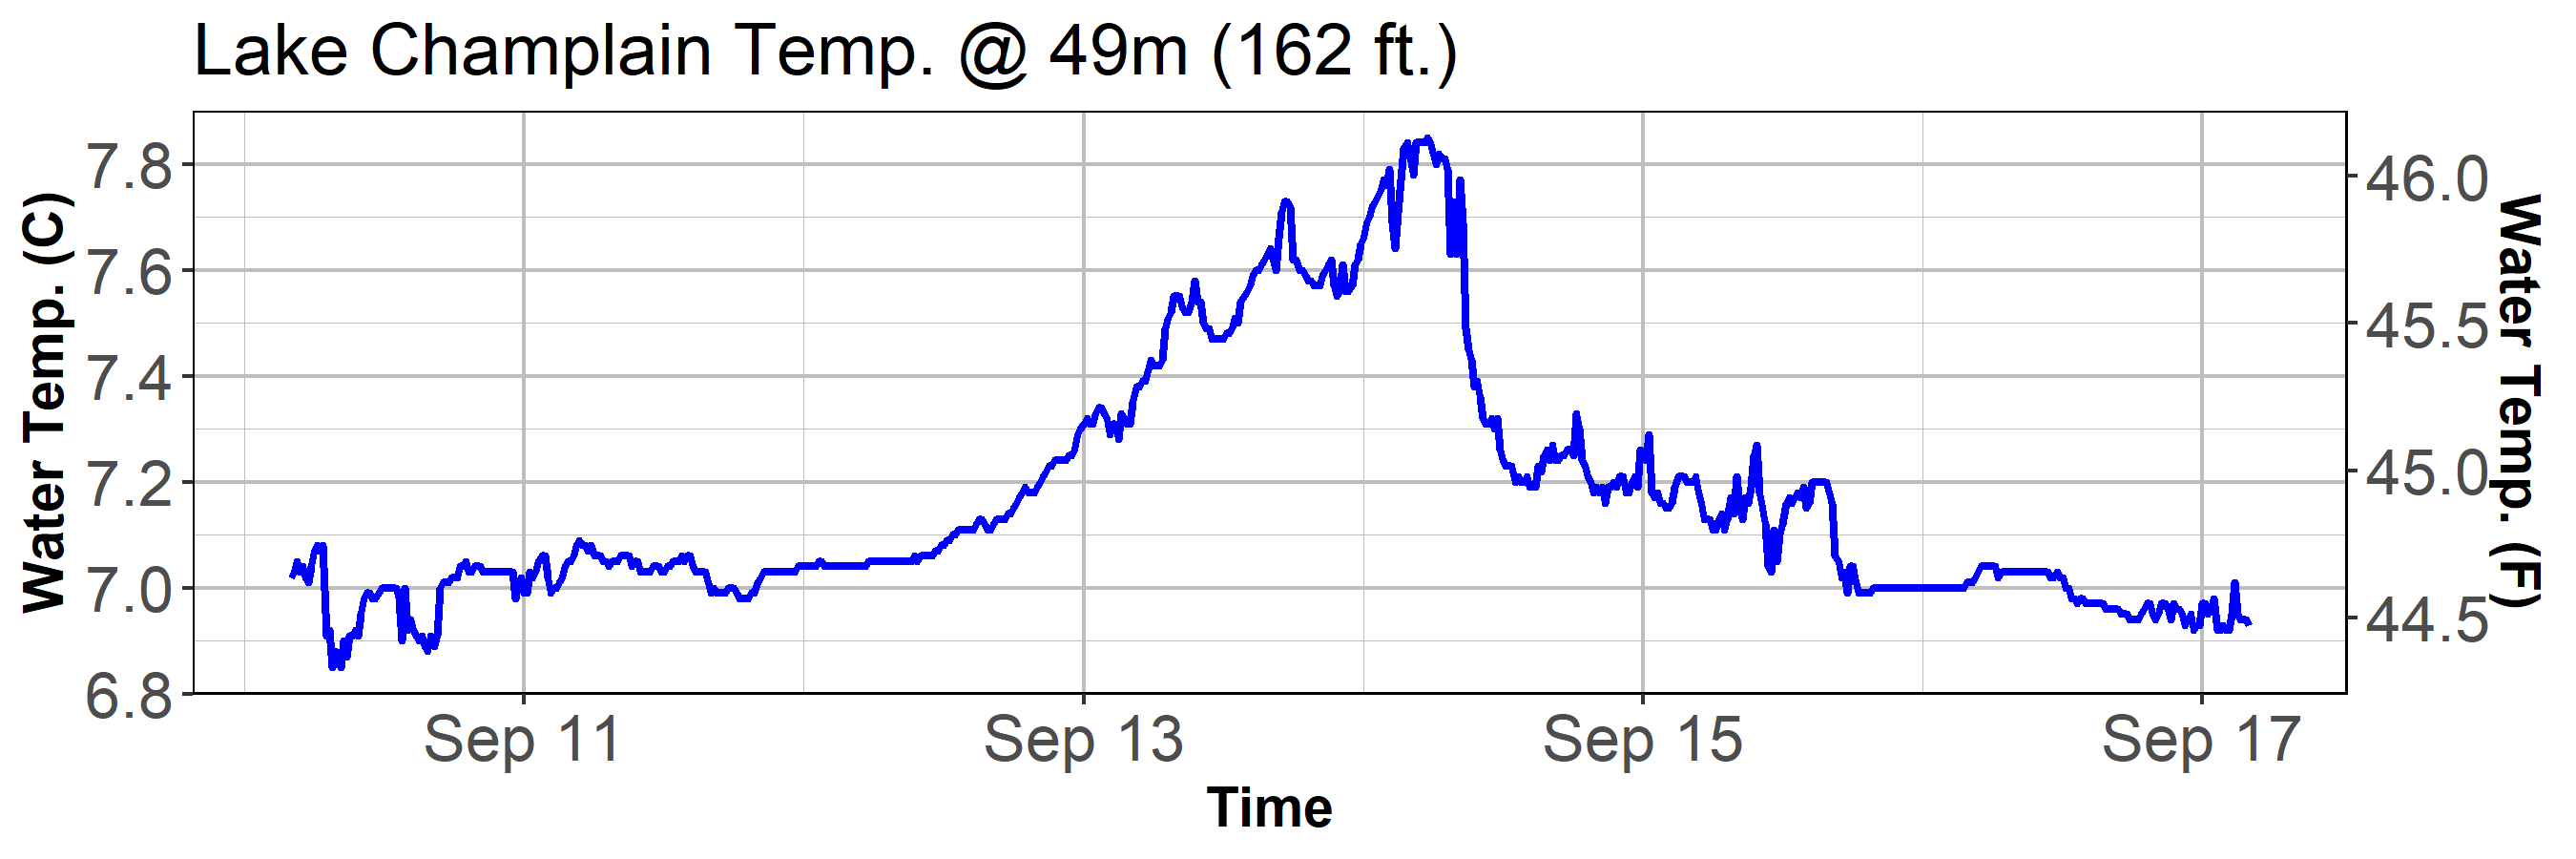 Lake Champlain Temp. @ 49m (162 ft.)
Water Temp. (C)
7.8
7.6
7.4
7.2
7.0
6.8
46.0
45.5
45.0
44.5
Water Temp. (F)
Sep 11 Sep 13 Sep 15 Sep 17
Time